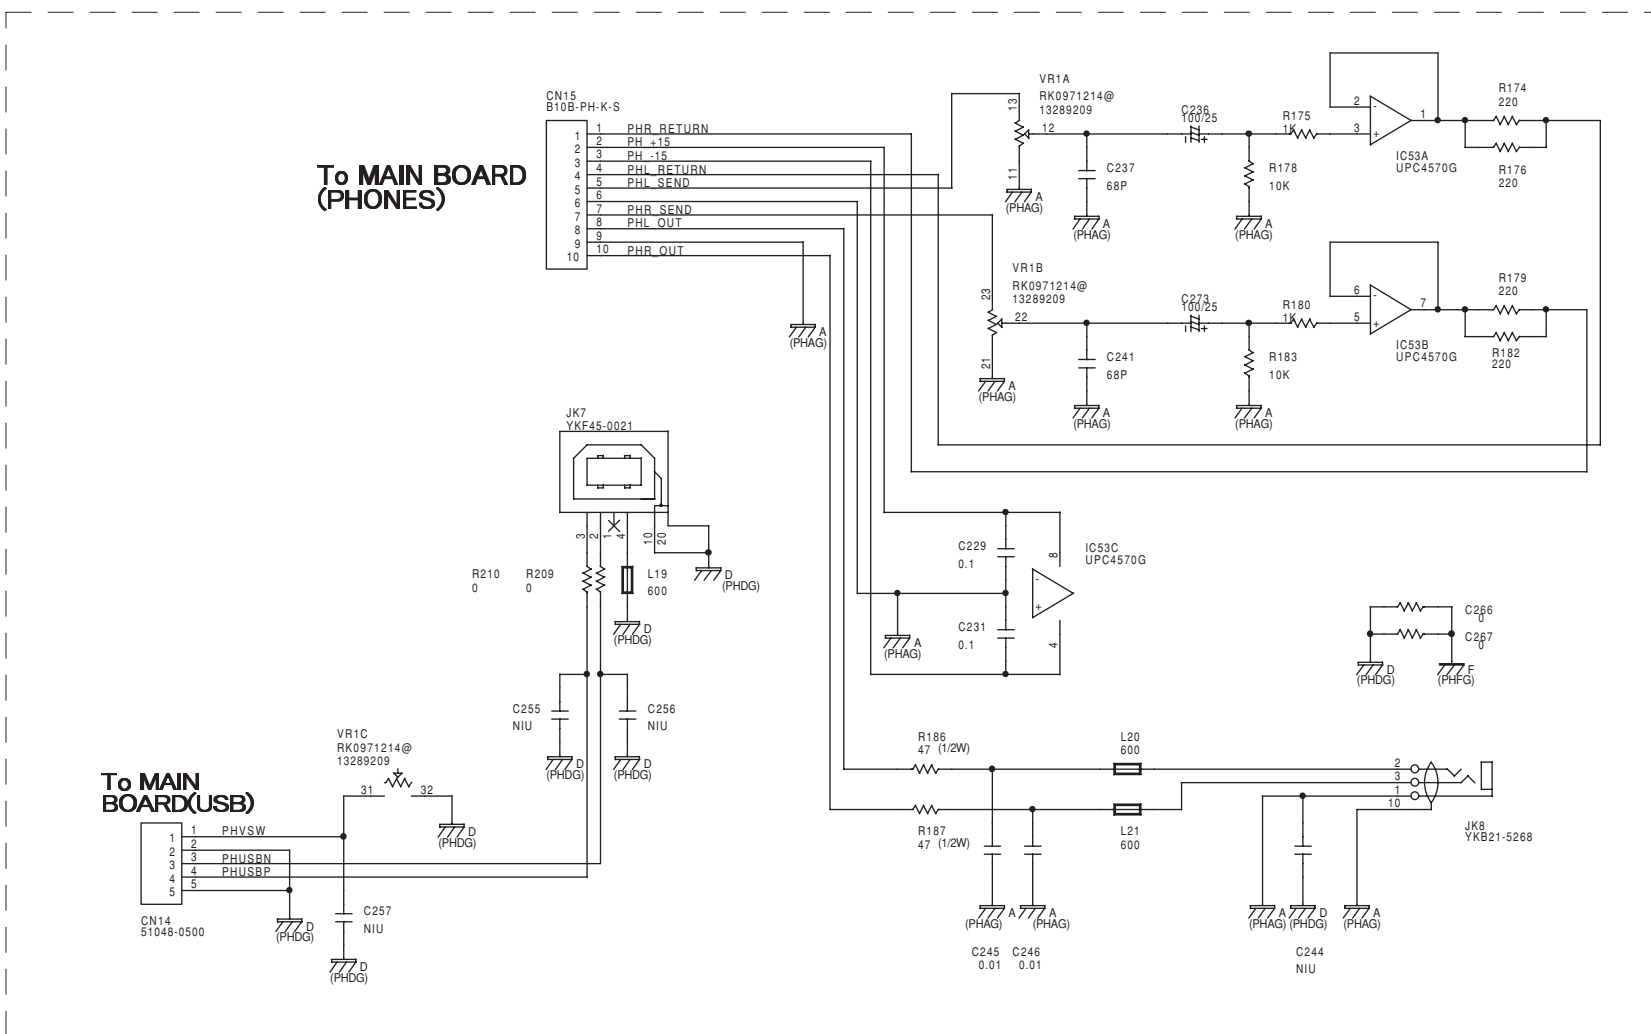 To MAIN BOARD
(PHONES)
CN15
B10B-PH-K-S
1 1 PHR_RETURN
2 2 PH_+15
3 3 PH_-15
4 4 PHL_RETURN
5 5 PHL_SEND
6 6
7 7 PHR_SEND
8 8 PHL_OUT
9 9
10 10 PHR_OUT
A
(PHAG)
VR1A
RK0971214@
13289209
13
12
11
A
(PHAG)
C237
68P
A
(PHAG)
C236
100/25
R178
10K
A
(PHAG)
R175
1K
2
3
1
-
+
IC53A
UPC4570G
R174
220
R176
220
VR1B
RK0971214@
13289209
23
22
21
A
(PHAG)
C241
68P
A
(PHAG)
C273
100/25
R183
10K
A
(PHAG)
R180
1K
6
5
7
-
+
IC53B
UPC4570G
R179
220
R182
220
JK7
YKF45-0021
3
2
1
4
10
20
D
(PHDG)
R210
0
R209
0
L19
600
D
(PHDG)
C255
NIU
D
(PHDG)
C256
NIU
D
(PHDG)
C229
0.1
C231
0.1
A
(PHAG)
8
4
-
+
IC53C
UPC4570G
C266
0
C267
0
D
(PHDG)
F
(PHFG)
VR1C
RK0971214@
13289209
31
32
D
(PHDG)
To MAIN
BOARD(USB)
1 1 PHVSW
2 2
3 3 PHUSBN
4 4 PHUSBP
5 5
CN14
51048-0500
D
(PHDG)
C257
NIU
D
(PHDG)
R186
47 (1/2W)
R187
47 (1/2W)
L20
600
L21
600
2
3
1
10
JK8
YKB21-5268
A
(PHAG)
A
(PHAG)
C245
0.01
C246
0.01
A
(PHAG)
D
(PHDG)
A
(PHAG)
C244
NIU